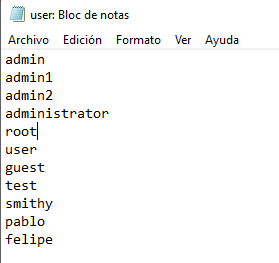 user: Bloc de notas
Archivo Edición Formato Ver Ayuda
admin
admin1
admin2
administrator
root
user
guest
test
smithy
pablo
felipe